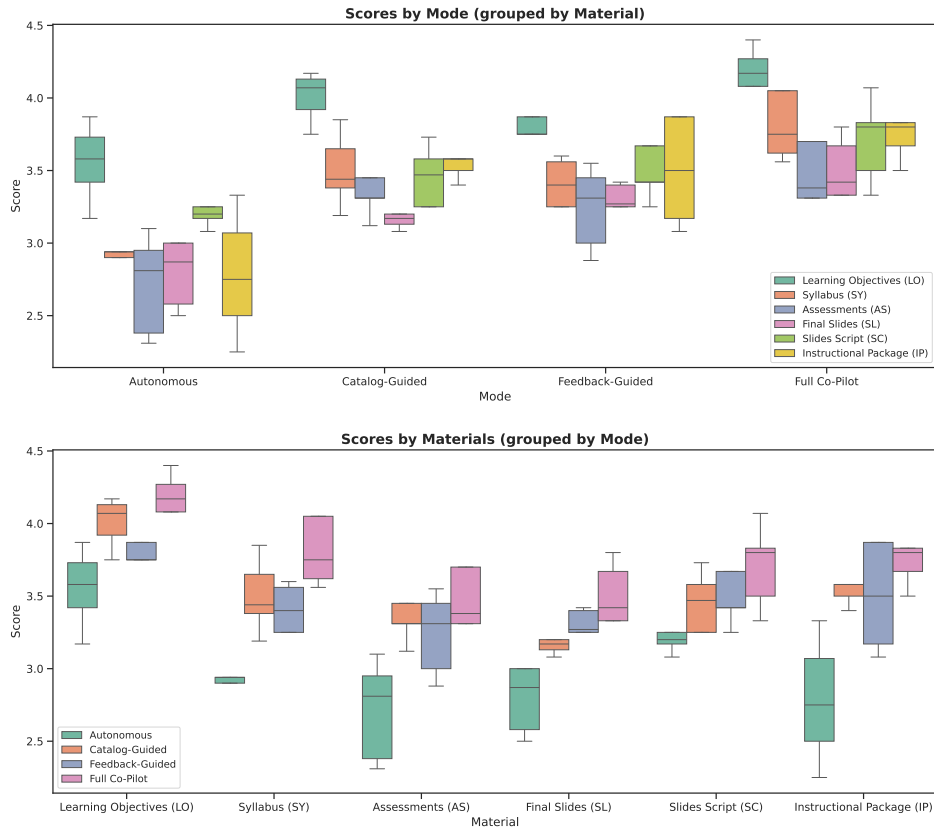 Scores by Mode (grouped by Material)
4.5
4.0
3.5
3.0
2.5
Score
Autonomous
Catalog-Guided
Feedback-Guided
Full Co-Pilot
Mode
Learning Objectives (LO)
Syllabus (SY)
Assessments (AS)
Final Slides (SL)
Slides Script (SC)
Instructional Package (IP)
Scores by Materials (grouped by Mode)
4.5
4.0
3.5
3.0
2.5
Score
Autonomous
Catalog-Guided
Feedback-Guided
Full Co-Pilot
Learning Objectives (LO)
Syllabus (SY)
Assessments (AS)
Final Slides (SL)
Slides Script (SC)
Instructional Package (IP)
Material